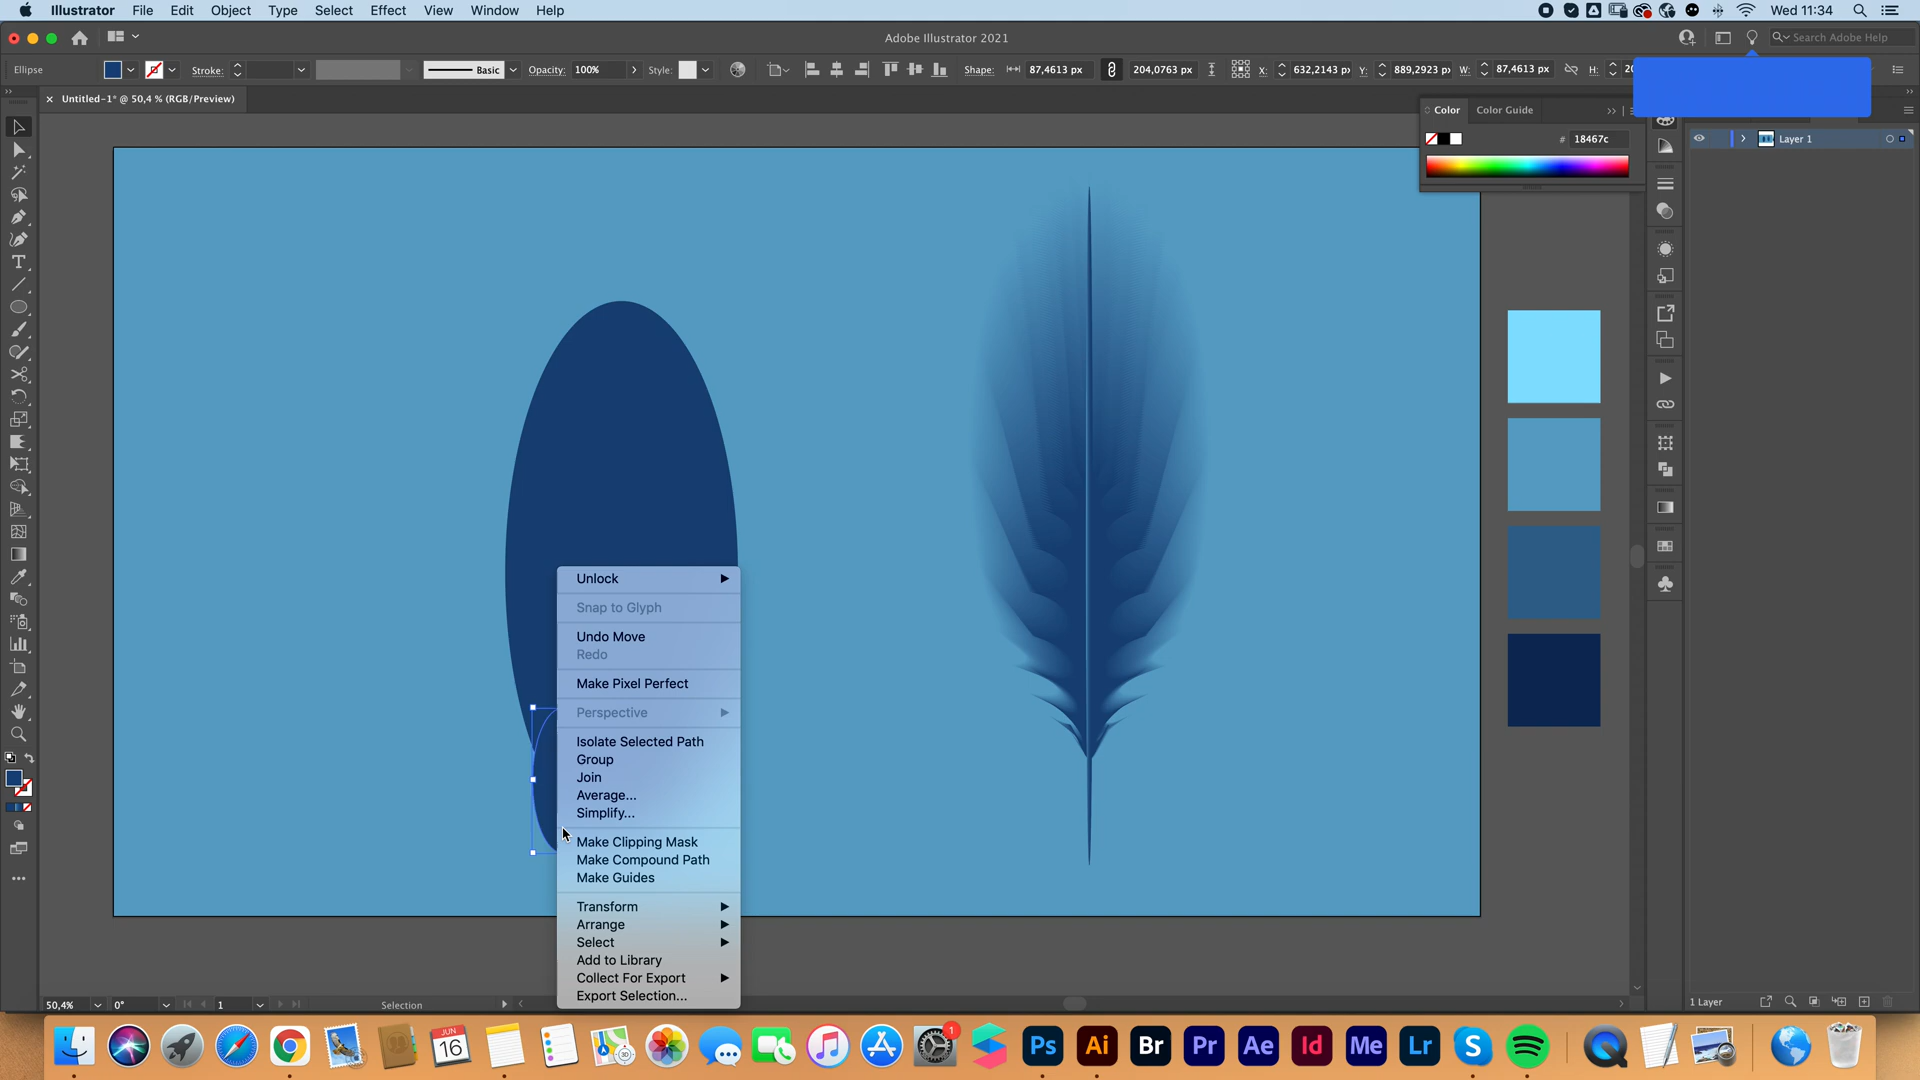 Illustrator File Edit Object Type Select Effect View Window Help
Wed 11:34
Adobe Illustrator 2021
Search Adobe Help
Ellipse
Stroke:
Basic
Opacity: 100%
Style:
Shape: 87,4613 px
204,0763 px
X: 632,2143 px
Y: 889,2923 px
W: 87,4613 px
H: 20
Untitled-1* @ 50,4 % (RGB/Preview)
Color Color Guide
# 18467c
Layer 1
Unlock
Snap to Glyph
Undo Move
Redo
Make Pixel Perfect
Perspective
Isolate Selected Path
Group
Join
Average...
Simplify...
Make Clipping Mask
Make Compound Path
Make Guides
Transform
Arrange
Select
Add to Library
Collect For Export
Export Selection...
50,4% 0° 1 Selection
1 Layer
JUN
16
30
1
Ps Ai Br Pr Ae Id Me Lr S